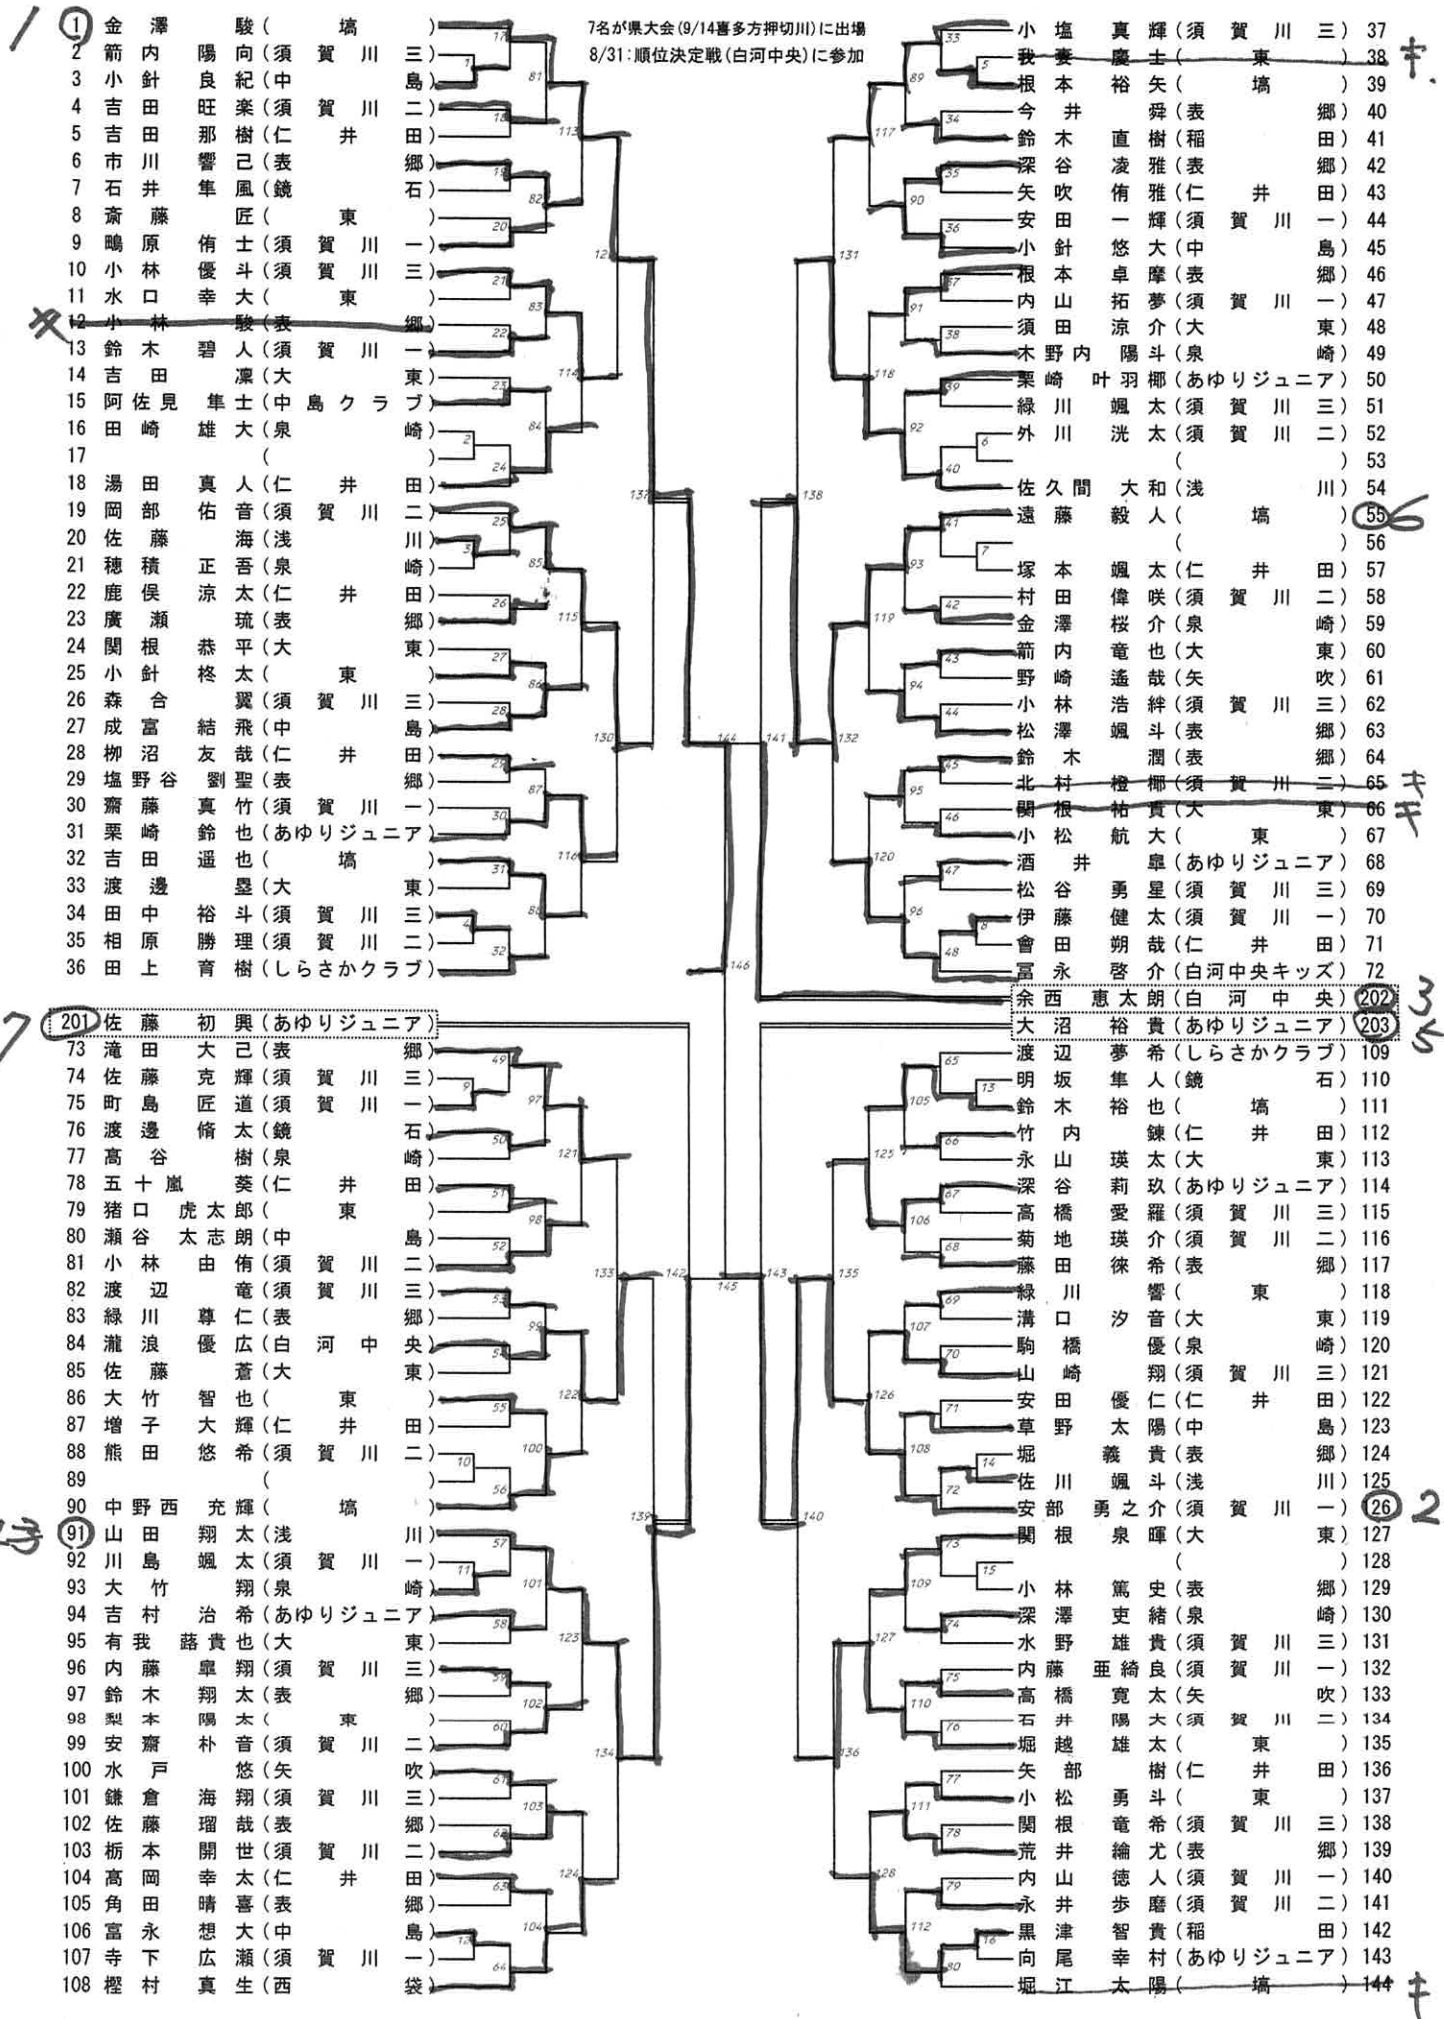 7名が県大会(9/14喜多方押切川)に出場
8/31:順位決定戦(白河中央)に参加
1
1 金澤 駿 (塙)
2 箭内 陽向 (須賀川三)
3 小針 良紀 (中島)
4 吉田 旺楽 (須賀川二)
5 吉田 那樹 (仁井田)
6 市川 響己 (表郷)
7 石井 隼風 (鏡石)
8 斎藤 匠 (東)
9 鴫原 侑士 (須賀川一)
10 小林 優斗 (須賀川三)
11 水口 幸大 (東)
12 小林 駿 (表郷)
13 鈴木 碧人 (須賀川一)
14 吉田 凜 (大東)
15 阿佐見 隼士 (中島クラブ)
16 田崎 雄大 (泉崎)
17 ( )
18 湯田 真人 (仁井田)
19 岡部 佑音 (須賀川二)
20 佐藤 海 (浅川)
21 穂積 正吾 (泉崎)
22 鹿俣 涼太 (仁井田)
23 廣瀬 琉 (表郷)
24 関根 恭平 (大東)
25 小針 柊太 (東)
26 森合 翼 (須賀川三)
27 成富 結飛 (中島)
28 栁沼 友哉 (仁井田)
29 塩野谷 劉聖 (表郷)
30 齋藤 真竹 (須賀川一)
31 栗崎 鈴也 (あゆりジュニア)
32 吉田 遥也 (塙)
33 渡邊 塁 (大東)
34 田中 裕斗 (須賀川三)
35 相原 勝理 (須賀川二)
36 田上 育樹 (しらさかクラブ)
7
201 佐藤 初興 (あゆりジュニア)
73 滝田 大己 (表郷)
74 佐藤 克輝 (須賀川三)
75 町島 匠道 (須賀川一)
76 渡邊 脩太 (鏡石)
77 髙谷 樹 (泉崎)
78 五十嵐 葵 (仁井田)
79 猪口 虎太郎 (東)
80 瀬谷 太志朗 (中島)
81 小林 由侑 (須賀川二)
82 渡辺 竜 (須賀川三)
83 緑川 尊仁 (表郷)
84 瀧浪 優広 (白河中央)
85 佐藤 蒼 (大東)
86 大竹 智也 (東)
87 増子 大輝 (仁井田)
88 熊田 悠希 (須賀川二)
89 ( )
90 中野西 充輝 (塙)
91 山田 翔太 (浅川)
92 川島 颯太 (須賀川一)
93 大竹 翔 (泉崎)
94 吉村 治希 (あゆりジュニア)
95 有我 蕗貴也 (大東)
96 内藤 皐翔 (須賀川三)
97 鈴木 翔太 (表郷)
98 梨本 陽太 (東)
99 安齋 朴音 (須賀川二)
100 水戸 悠 (矢吹)
101 鎌倉 海翔 (須賀川三)
102 佐藤 瑠哉 (表郷)
103 栃本 開世 (須賀川二)
104 髙岡 幸太 (仁井田)
105 角田 晴喜 (表郷)
106 富永 想大 (中島)
107 寺下 広瀬 (須賀川一)
108 樫村 真生 (西袋)
小塩 真輝 (須賀川三) 37
我妻 慶士 (東) 38 キ.
根本 裕矢 (塙) 39
今井 舜 (表郷) 40
鈴木 直樹 (稲田) 41
深谷 凌雅 (表郷) 42
矢吹 侑雅 (仁井田) 43
安田 一輝 (須賀川一) 44
小針 悠大 (中島) 45
根本 卓摩 (表郷) 46
内山 拓夢 (須賀川一) 47
須田 涼介 (大東) 48
木野内 陽斗 (泉崎) 49
栗崎 叶羽椰 (あゆりジュニア) 50
緑川 颯太 (須賀川三) 51
外川 洸太 (須賀川二) 52
( ) 53
佐久間 大和 (浅川) 54
遠藤 毅人 (塙) 55 6
( ) 56
塚本 颯太 (仁井田) 57
村田 偉咲 (須賀川二) 58
金澤 桜介 (泉崎) 59
箭内 竜也 (大東) 60
野崎 遙哉 (矢吹) 61
小林 浩絆 (須賀川三) 62
松澤 颯斗 (表郷) 63
鈴木 潤 (表郷) 64
北村 橙椰 (須賀川二) 65 キ
関根 祐貴 (大東) 66 キ
小松 航大 (東) 67
酒井 皐 (あゆりジュニア) 68
松谷 勇星 (須賀川三) 69
伊藤 健太 (須賀川一) 70
會田 朔哉 (仁井田) 71
冨永 啓介 (白河中央キッズ) 72
余西 恵太朗 (白河中央) 202 3
大沼 裕貴 (あゆりジュニア) 203 5
渡辺 夢希 (しらさかクラブ) 109
明坂 隼人 (鏡石) 110
鈴木 裕也 (塙) 111
竹内 錬 (仁井田) 112
永山 瑛太 (大東) 113
深谷 莉玖 (あゆりジュニア) 114
高橋 愛羅 (須賀川三) 115
菊地 瑛介 (須賀川二) 116
藤田 徠希 (表郷) 117
緑川 響 (東) 118
溝口 汐音 (大東) 119
駒橋 優 (泉崎) 120
山崎 翔 (須賀川三) 121
安田 優仁 (仁井田) 122
草野 太陽 (中島) 123
堀 義貴 (表郷) 124
佐川 颯斗 (浅川) 125
安部 勇之介 (須賀川一) 126 2
関根 泉暉 (大東) 127
( ) 128
小林 篤史 (表郷) 129
深澤 吏緒 (泉崎) 130
水野 雄貴 (須賀川三) 131
内藤 亜綺良 (須賀川一) 132
高橋 寛太 (矢吹) 133
石井 陽大 (須賀川二) 134
堀越 雄太 (東) 135
矢部 樹 (仁井田) 136
小松 勇斗 (東) 137
関根 竜希 (須賀川三) 138
荒井 綸尤 (表郷) 139
内山 徳人 (須賀川一) 140
永井 歩磨 (須賀川二) 141
黒津 智貴 (稲田) 142
向尾 幸村 (あゆりジュニア) 143
堀江 太陽 (塙) 144 キ